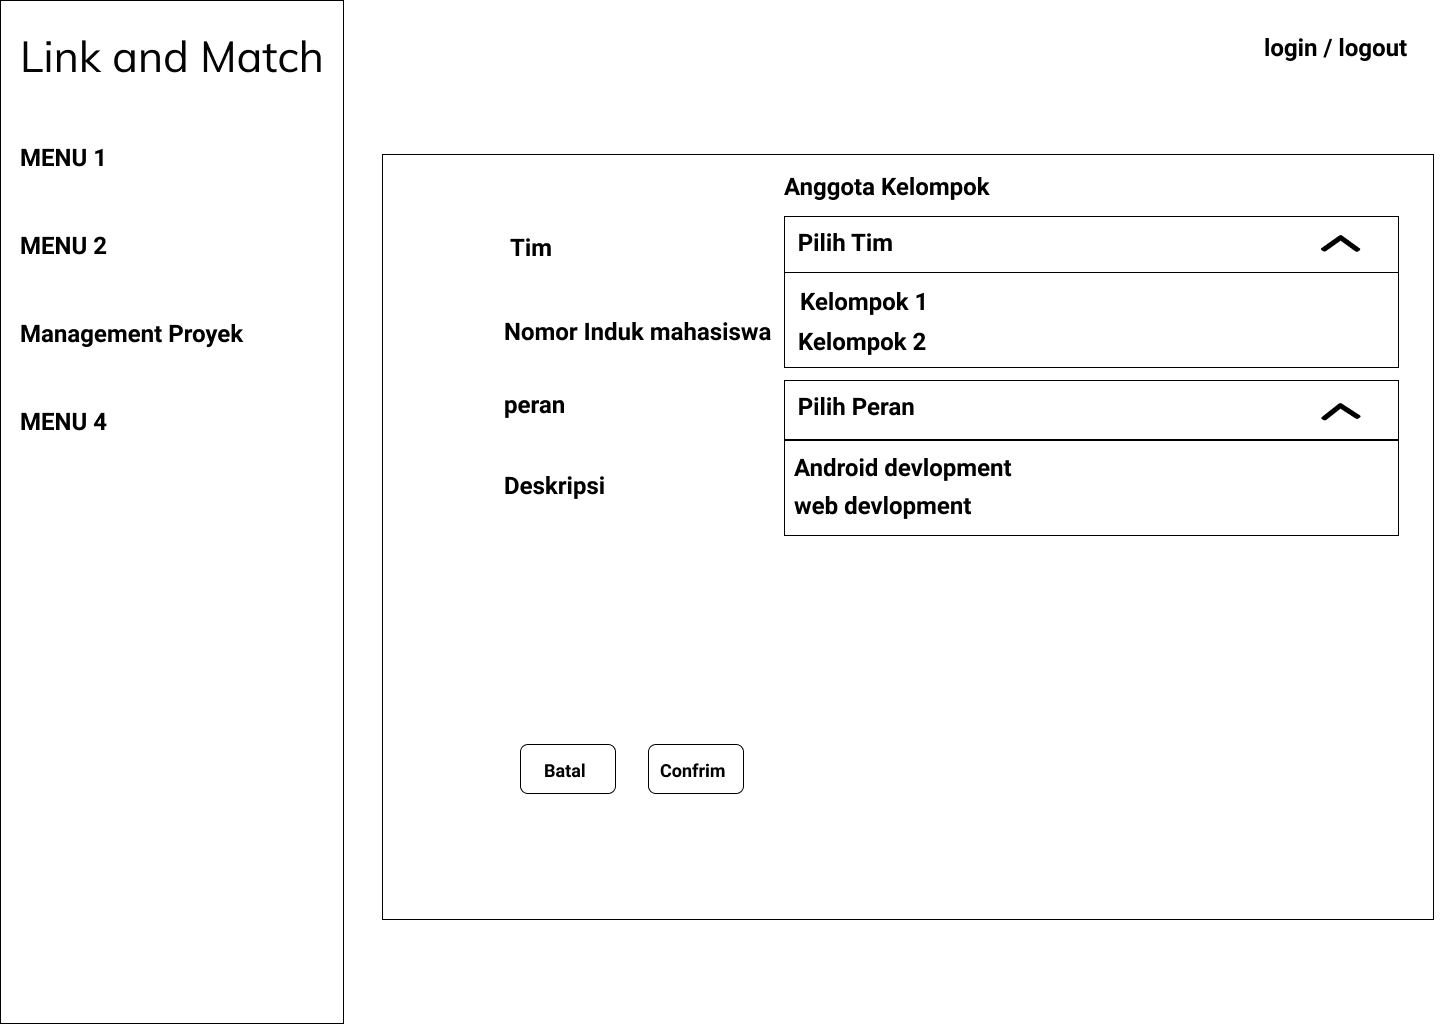 Link and Match
login / logout
MENU 1
MENU 2
Management Proyek
MENU 4
Anggota Kelompok
Tim
Pilih Tim
Kelompok 1
Kelompok 2
Nomor Induk mahasiswa
peran
Pilih Peran
Android devlopment
web devlopment
Deskripsi
Batal
Confrim